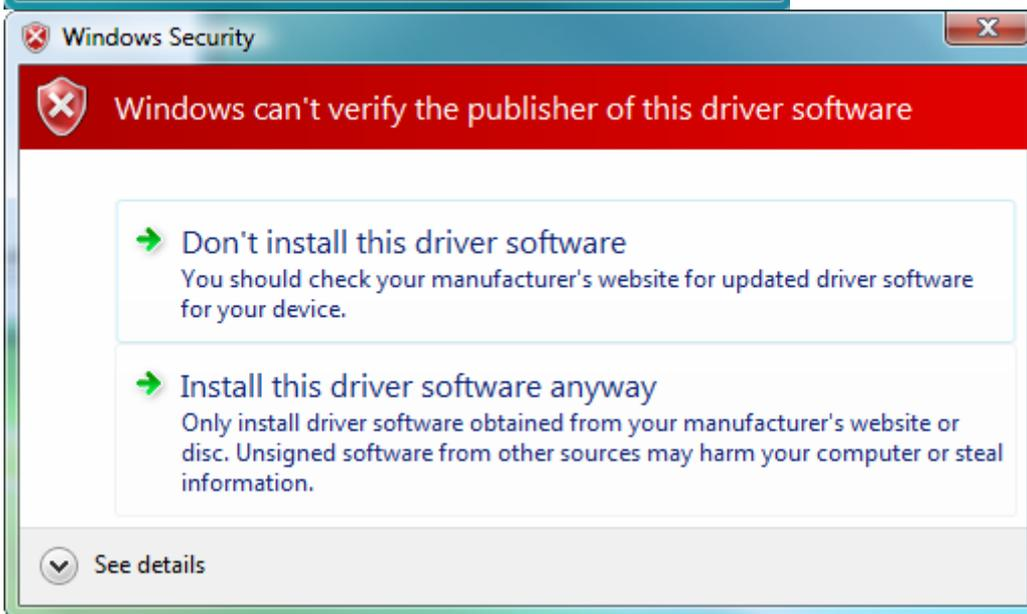 Windows Security
Windows can't verify the publisher of this driver software
Don't install this driver software
You should check your manufacturer's website for updated driver software
for your device.
Install this driver software anyway
Only install driver software obtained from your manufacturer's website or
disc. Unsigned software from other sources may harm your computer or steal
information.
See details